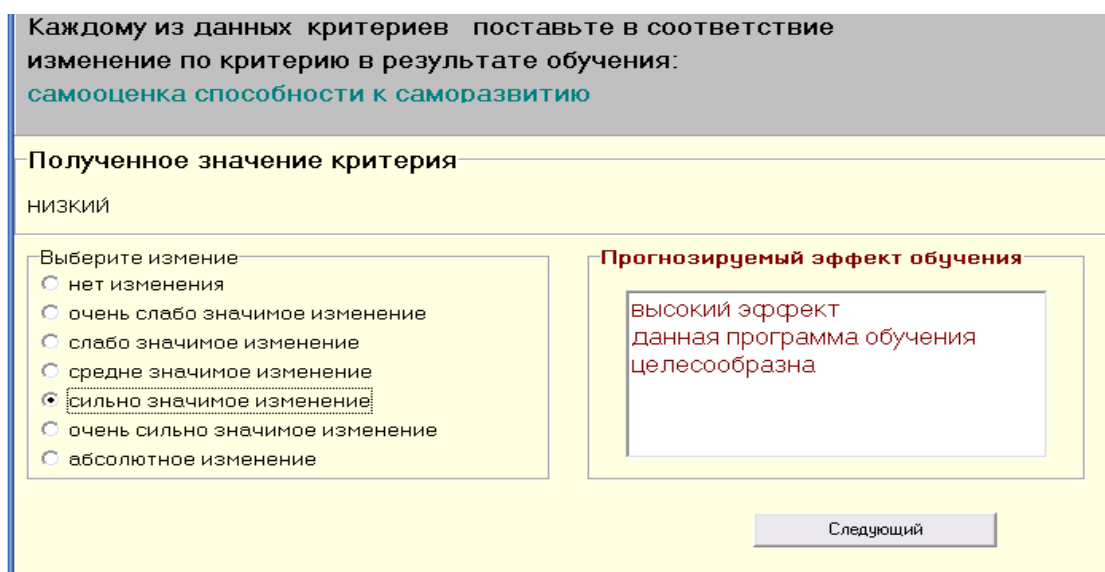 Каждому из данных критериев поставьте в соответствие
изменение по критерию в результате обучения:
самооценка способности к саморазвитию
Полученное значение критерия
низкий
Выберите измение
нет изменения
очень слабо значимое изменение
слабо значимое изменение
средне значимое изменение
сильно значимое изменение
очень сильно значимое изменение
абсолютное изменение
Прогнозируемый эффект обучения
высокий эффект
данная программа обучения
целесообразна
Следующий